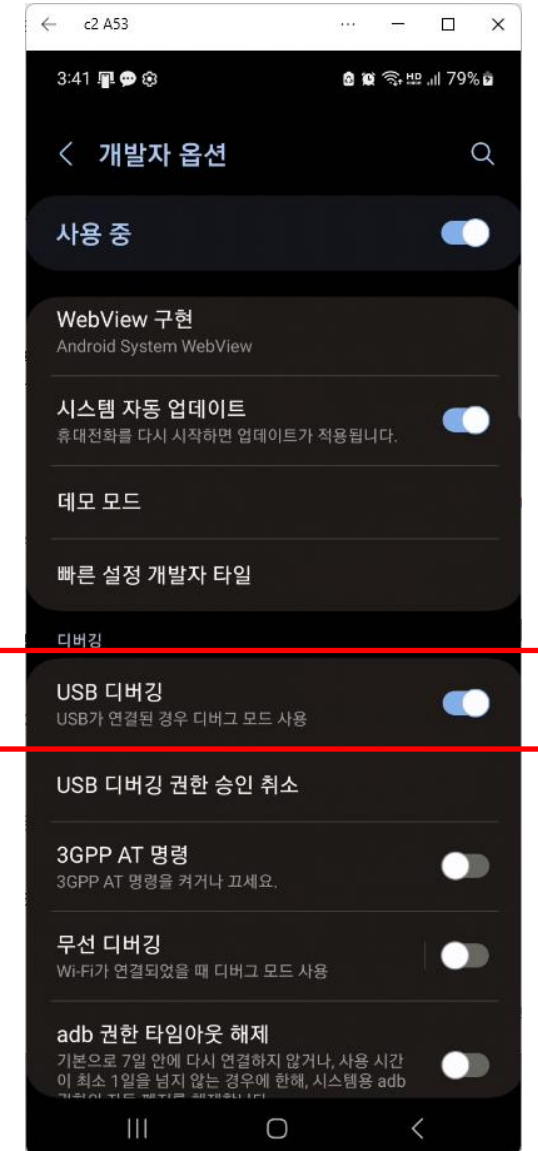 c2 A53
3:41
HD 79%
개발자 옵션
사용 중
WebView 구현
Android System WebView
시스템 자동 업데이트
휴대전화를 다시 시작하면 업데이트가 적용됩니다.
데모 모드
빠른 설정 개발자 타일
디버깅
USB 디버깅
USB가 연결된 경우 디버그 모드 사용
USB 디버깅 권한 승인 취소
3GPP AT 명령
3GPP AT 명령을 켜거나 끄세요.
무선 디버깅
Wi-Fi가 연결되었을 때 디버그 모드 사용
adb 권한 타임아웃 해제
기본으로 7일 안에 다시 연결하지 않거나, 사용 시간
이 최소 1일을 넘지 않는 경우에 한해, 시스템용 adb